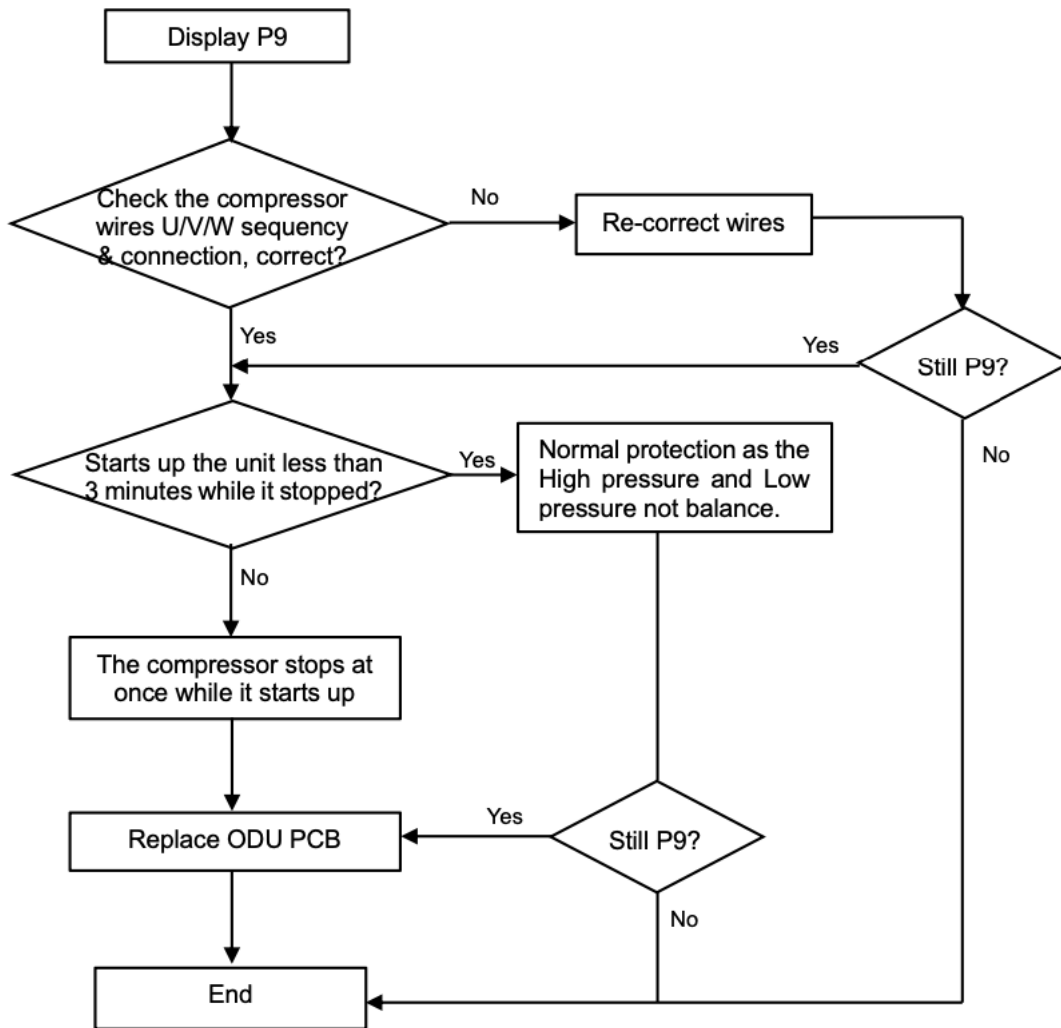 Display P9
Check the compressor
wires U/V/W sequency
& connection, correct?
No
Re-correct wires
Yes
Yes
Still P9?
No
Starts up the unit less than
3 minutes while it stopped?
Yes
Normal protection as the
High pressure and Low
pressure not balance.
No
The compressor stops at
once while it starts up
Replace ODU PCB
Yes
Still P9?
No
End